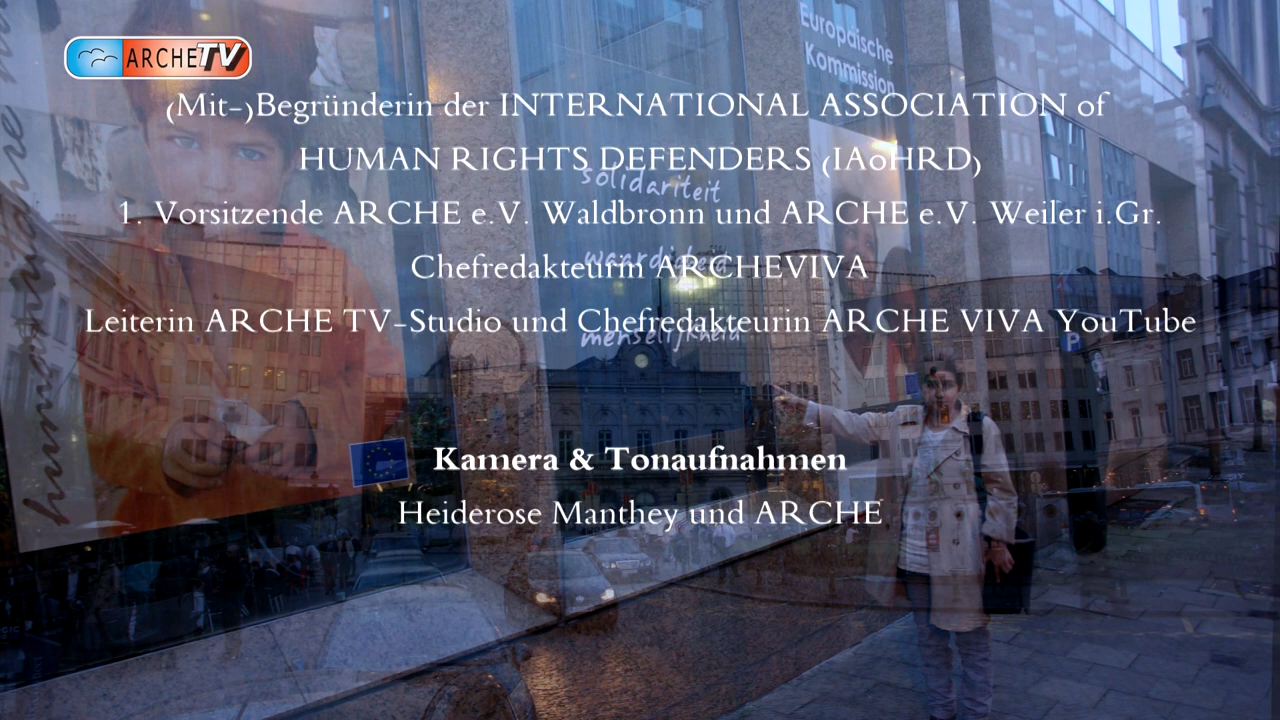 ARCHETV
Europäische
Kommission
(Mit-)Begründerin der INTERNATIONAL ASSOCIATION of
HUMAN RIGHTS DEFENDERS (IAoHRD)
solidariteit
1. Vorsitzende ARCHE e.V. Waldbronn und ARCHE e.V. Weiler i.Gr.
waardigheid
Chefredakteurin ARCHEVIVA
Leiterin ARCHE TV-Studio und Chefredakteurin ARCHE VIVA YouTube
menselijkheid
P
Kamera & Tonaufnahmen
Heiderose Manthey und ARCHE